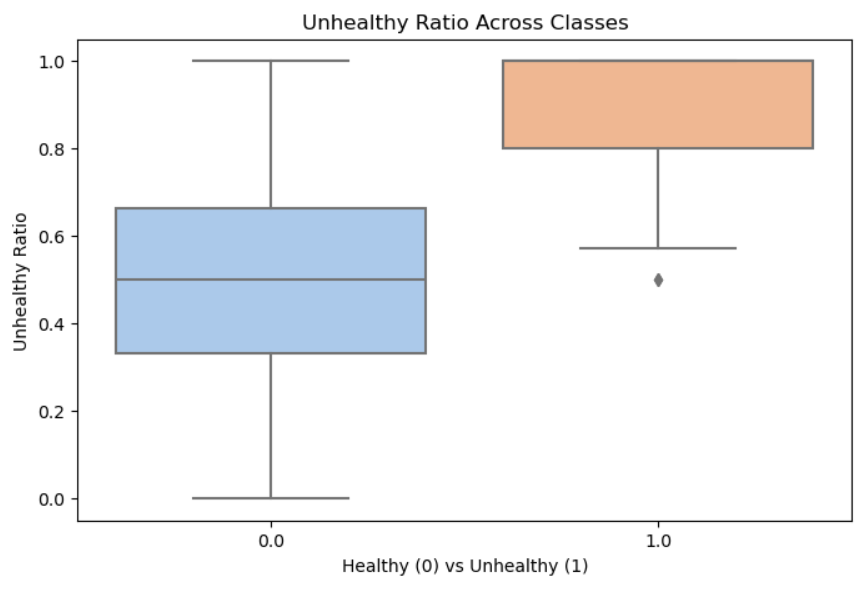 Unhealthy Ratio Across Classes
1.0
0.8
0.6
0.4
0.2
0.0
Unhealthy Ratio
0.0 1.0
Healthy (0) vs Unhealthy (1)